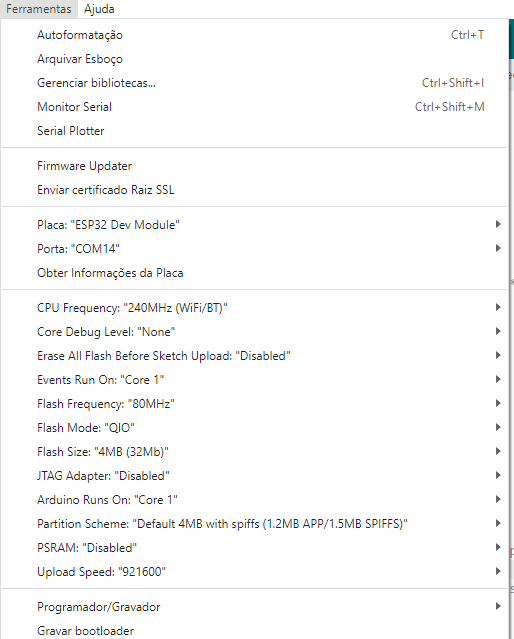 Ferramentas Ajuda
Autoformatação Ctrl+T
Arquivar Esboço
Gerenciar bibliotecas... Ctrl+Shift+I
Monitor Serial Ctrl+Shift+M
Serial Plotter
Firmware Updater
Enviar certificado Raiz SSL
Placa: "ESP32 Dev Module"
Porta: "COM14"
Obter Informações da Placa
CPU Frequency: "240MHz (WiFi/BT)"
Core Debug Level: "None"
Erase All Flash Before Sketch Upload: "Disabled"
Events Run On: "Core 1"
Flash Frequency: "80MHz"
Flash Mode: "QIO"
Flash Size: "4MB (32Mb)"
JTAG Adapter: "Disabled"
Arduino Runs On: "Core 1"
Partition Scheme: "Default 4MB with spiffs (1.2MB APP/1.5MB SPIFFS)"
PSRAM: "Disabled"
Upload Speed: "921600"
Programador/Gravador
Gravar bootloader